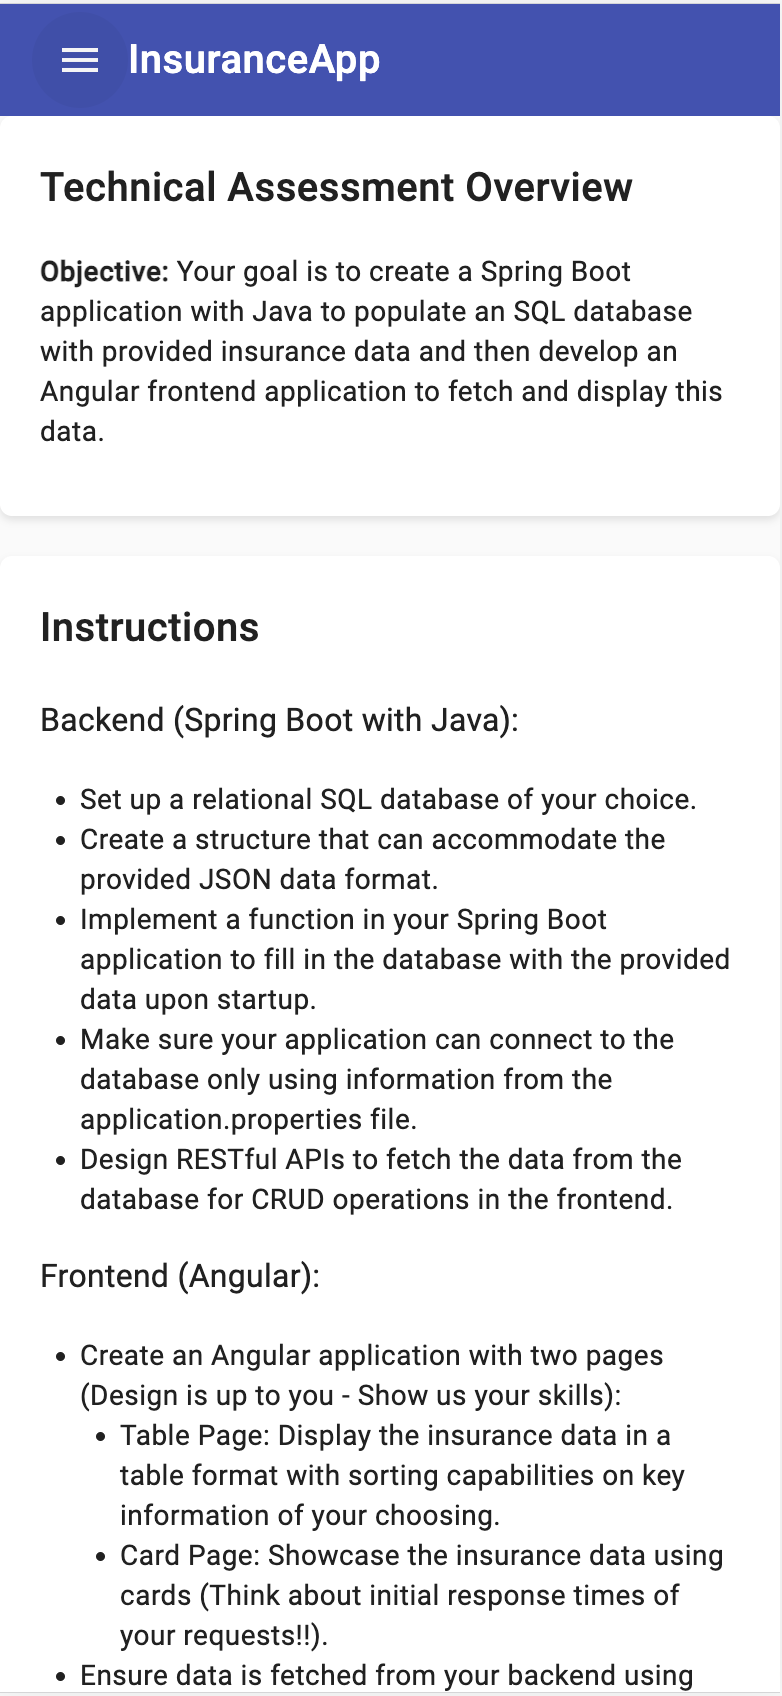 InsuranceApp
Technical Assessment Overview
Objective: Your goal is to create a Spring Boot
application with Java to populate an SQL database
with provided insurance data and then develop an
Angular frontend application to fetch and display this
data.
Instructions
Backend (Spring Boot with Java):
• Set up a relational SQL database of your choice.
• Create a structure that can accommodate the
provided JSON data format.
• Implement a function in your Spring Boot
application to fill in the database with the provided
data upon startup.
• Make sure your application can connect to the
database only using information from the
application.properties file.
• Design RESTful APIs to fetch the data from the
database for CRUD operations in the frontend.
Frontend (Angular):
• Create an Angular application with two pages
(Design is up to you - Show us your skills):
• Table Page: Display the insurance data in a
table format with sorting capabilities on key
information of your choosing.
• Card Page: Showcase the insurance data using
cards (Think about initial response times of
your requests!!).
• Ensure data is fetched from your backend using